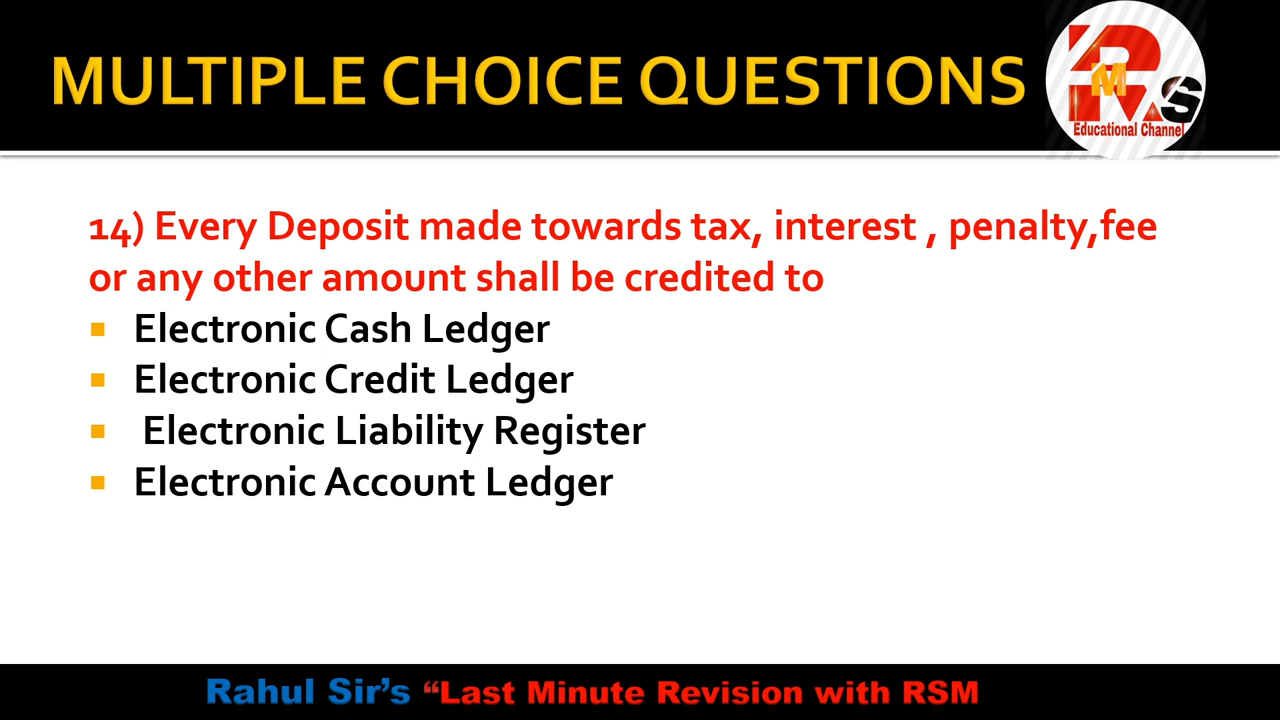 MULTIPLE CHOICE QUESTIONS
RMS
Educational Channel
14) Every Deposit made towards tax, interest , penalty,fee
or any other amount shall be credited to
Electronic Cash Ledger
Electronic Credit Ledger
Electronic Liability Register
Electronic Account Ledger
Rahul Sir’s “Last Minute Revision with RSM